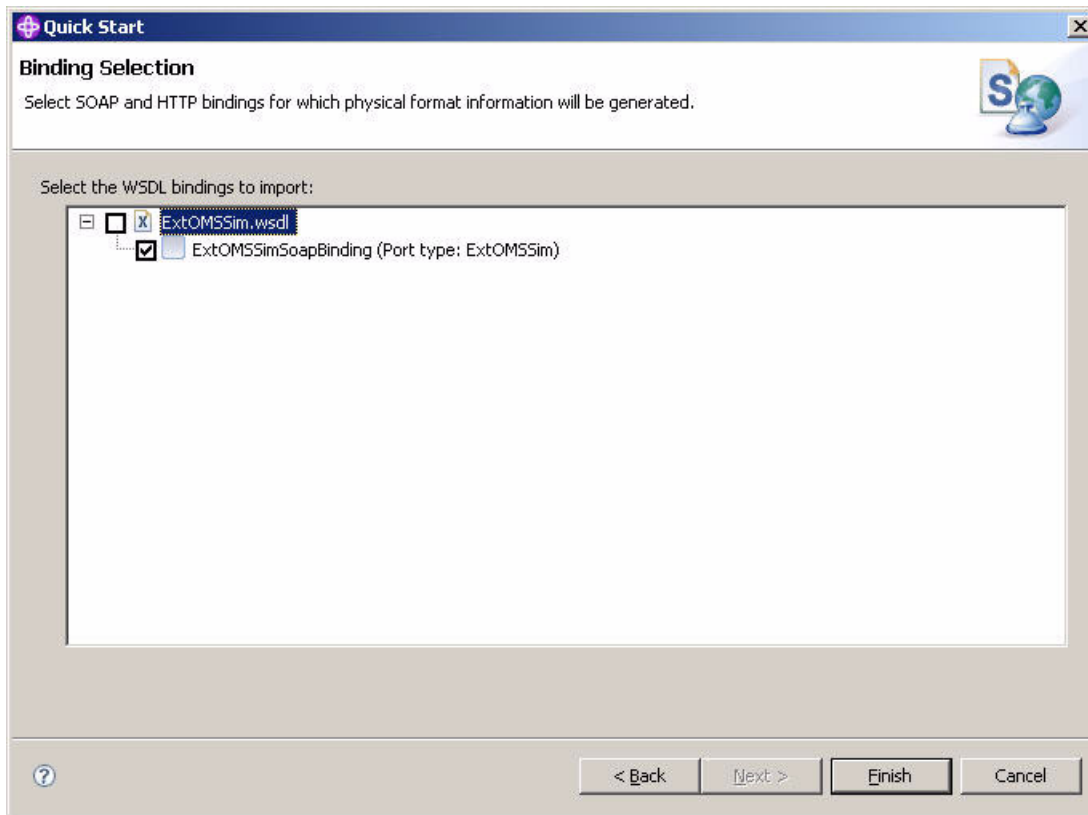 Quick Start
Binding Selection
Select SOAP and HTTP bindings for which physical format information will be generated.
S
Select the WSDL bindings to import:
X ExtOMSSim.wsdl
ExtOMSSimSoapBinding (Port type: ExtOMSSim)
?
< Back
Next >
Finish
Cancel